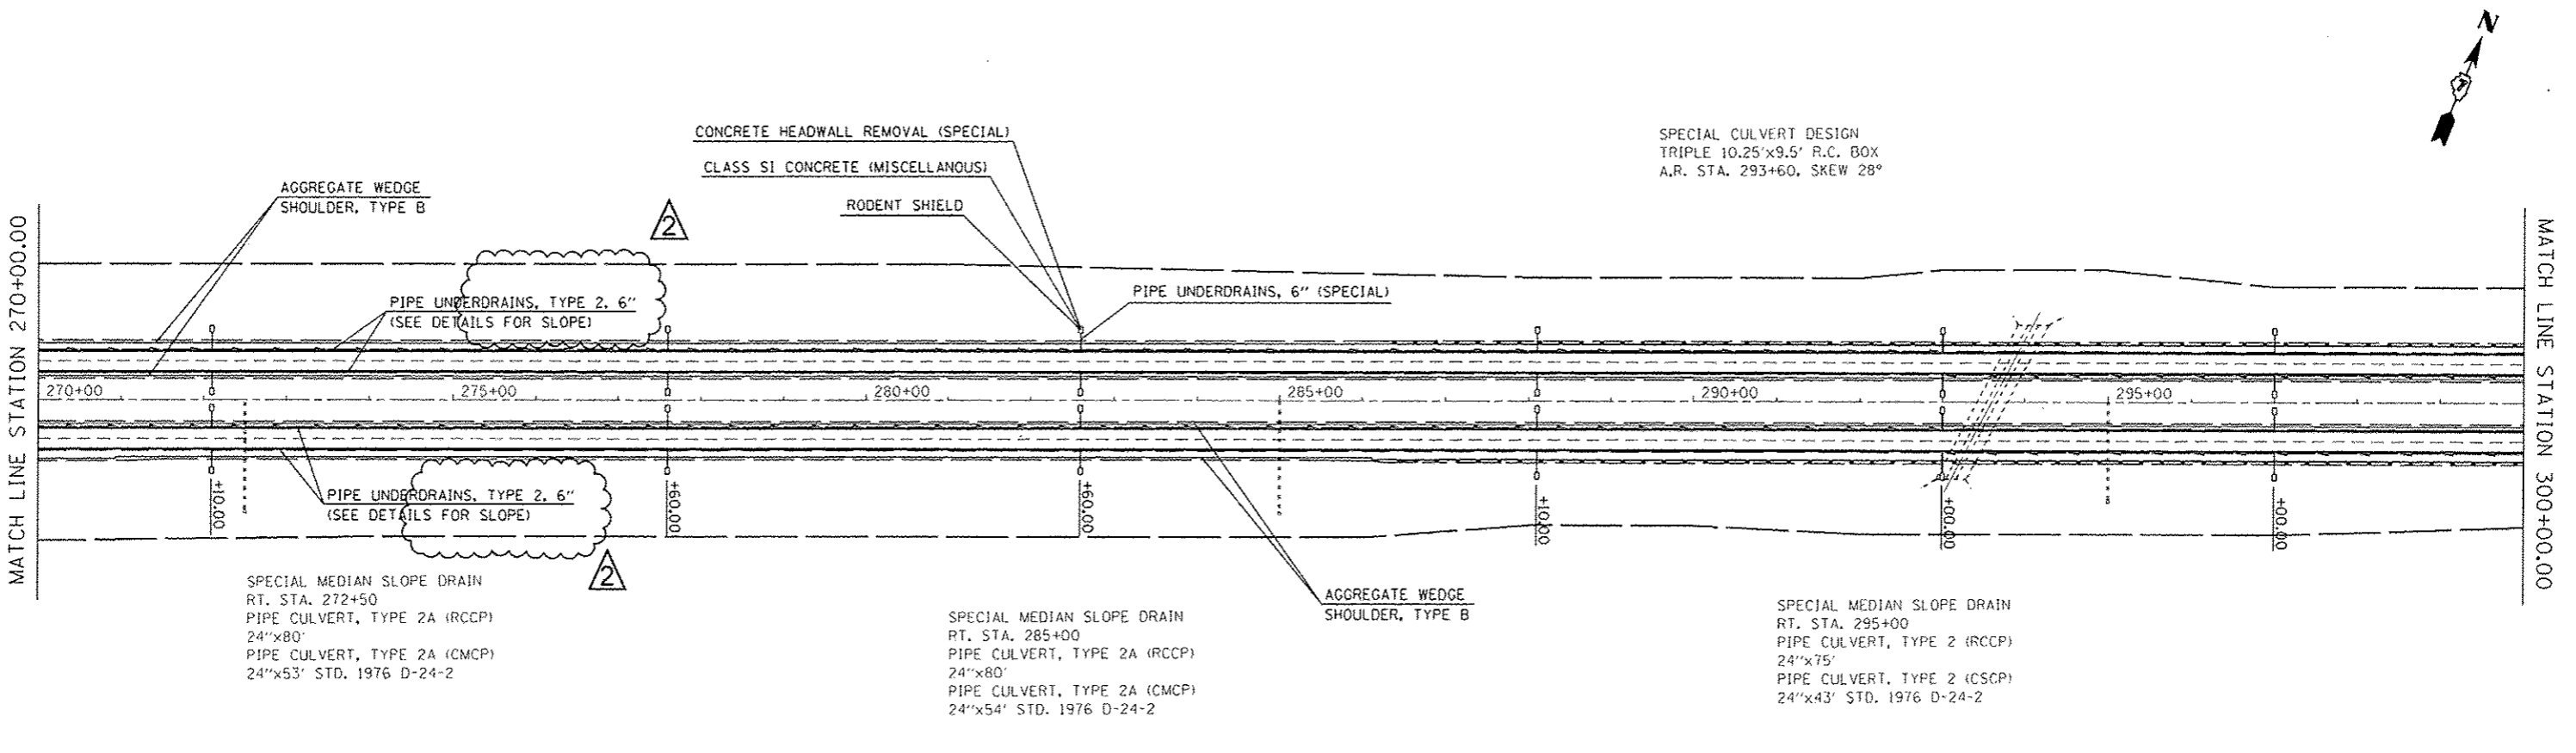 N
7
CONCRETE HEADWALL REMOVAL (SPECIAL)
CLASS SI CONCRETE (MISCELLANOUS)
RODENT SHIELD
SPECIAL CULVERT DESIGN
TRIPLE 10.25'x9.5' R.C. BOX
A.R. STA. 293+60, SKEW 28°
AGGREGATE WEDGE
SHOULDER, TYPE B
2
MATCH LINE STATION 270+00.00
MATCH LINE STATION 300+00.00
PIPE UNDERDRAINS, TYPE 2, 6"
(SEE DETAILS FOR SLOPE)
PIPE UNDERDRAINS, 6" (SPECIAL)
270+00
275+00
280+00
285+00
290+00
295+00
PIPE UNDERDRAINS, TYPE 2, 6"
(SEE DETAILS FOR SLOPE)
+10.00
+60.00
+60.00
+10.00
+00.00
+00.00
2
AGGREGATE WEDGE
SHOULDER, TYPE B
SPECIAL MEDIAN SLOPE DRAIN
RT. STA. 272+50
PIPE CULVERT, TYPE 2A (RCCP)
24"x80'
PIPE CULVERT, TYPE 2A (CMCP)
24"x53' STD. 1976 D-24-2
SPECIAL MEDIAN SLOPE DRAIN
RT. STA. 285+00
PIPE CULVERT, TYPE 2A (RCCP)
24"x80'
PIPE CULVERT, TYPE 2A (CMCP)
24"x54' STD. 1976 D-24-2
SPECIAL MEDIAN SLOPE DRAIN
RT. STA. 295+00
PIPE CULVERT, TYPE 2 (RCCP)
24"x75'
PIPE CULVERT, TYPE 2 (CSCP)
24"x43' STD. 1976 D-24-2